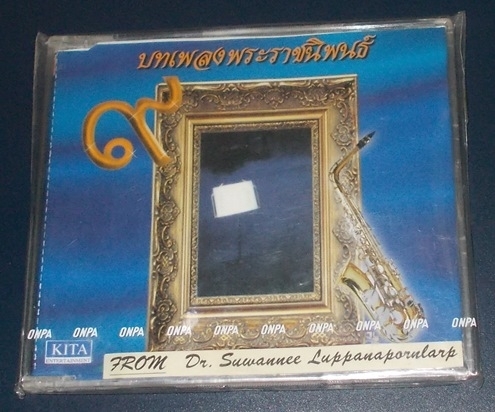 บทเพลงพระราชนิพนธ์
๙
ONPA ONPA ONPA ONPA ONPA ONPA ONPA ONPA ONPA ONPA
KITA
ENTERTAINMENT
FROM Dr. Suwannee Luppanapornlarp